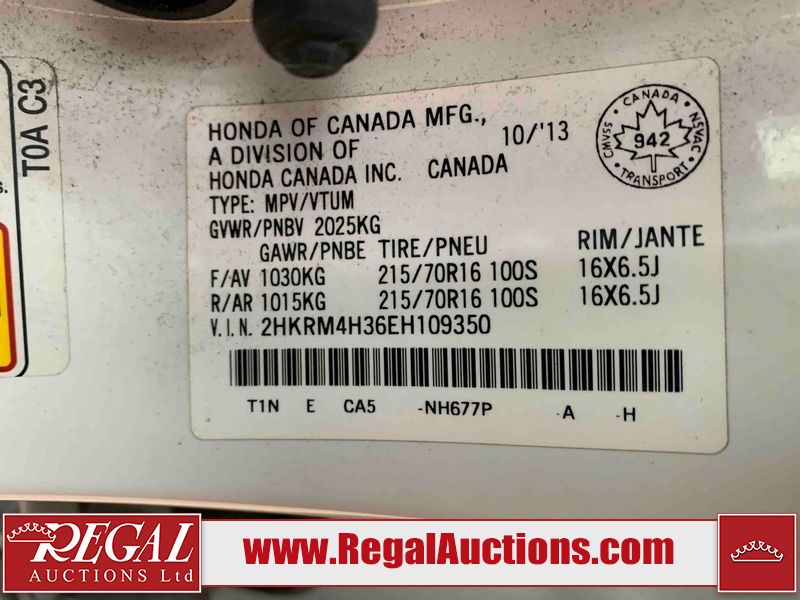 T0A C3
s.
HONDA OF CANADA MFG.,
A DIVISION OF
HONDA CANADA INC. CANADA
10/'13
CANADA
CMVSS 942 NSVAC
TRANSPORT
TYPE: MPV/VTUM
GVWR/PNBV 2025KG
GAWR/PNBE TIRE/PNEU RIM/JANTE
F/AV 1030KG 215/70R16 100S 16X6.5J
R/AR 1015KG 215/70R16 100S 16X6.5J
V.I.N. 2HKRM4H36EH109350
T1N E CA5 -NH677P -A -H
REGAL
AUCTIONS Ltd
www.RegalAuctions.com